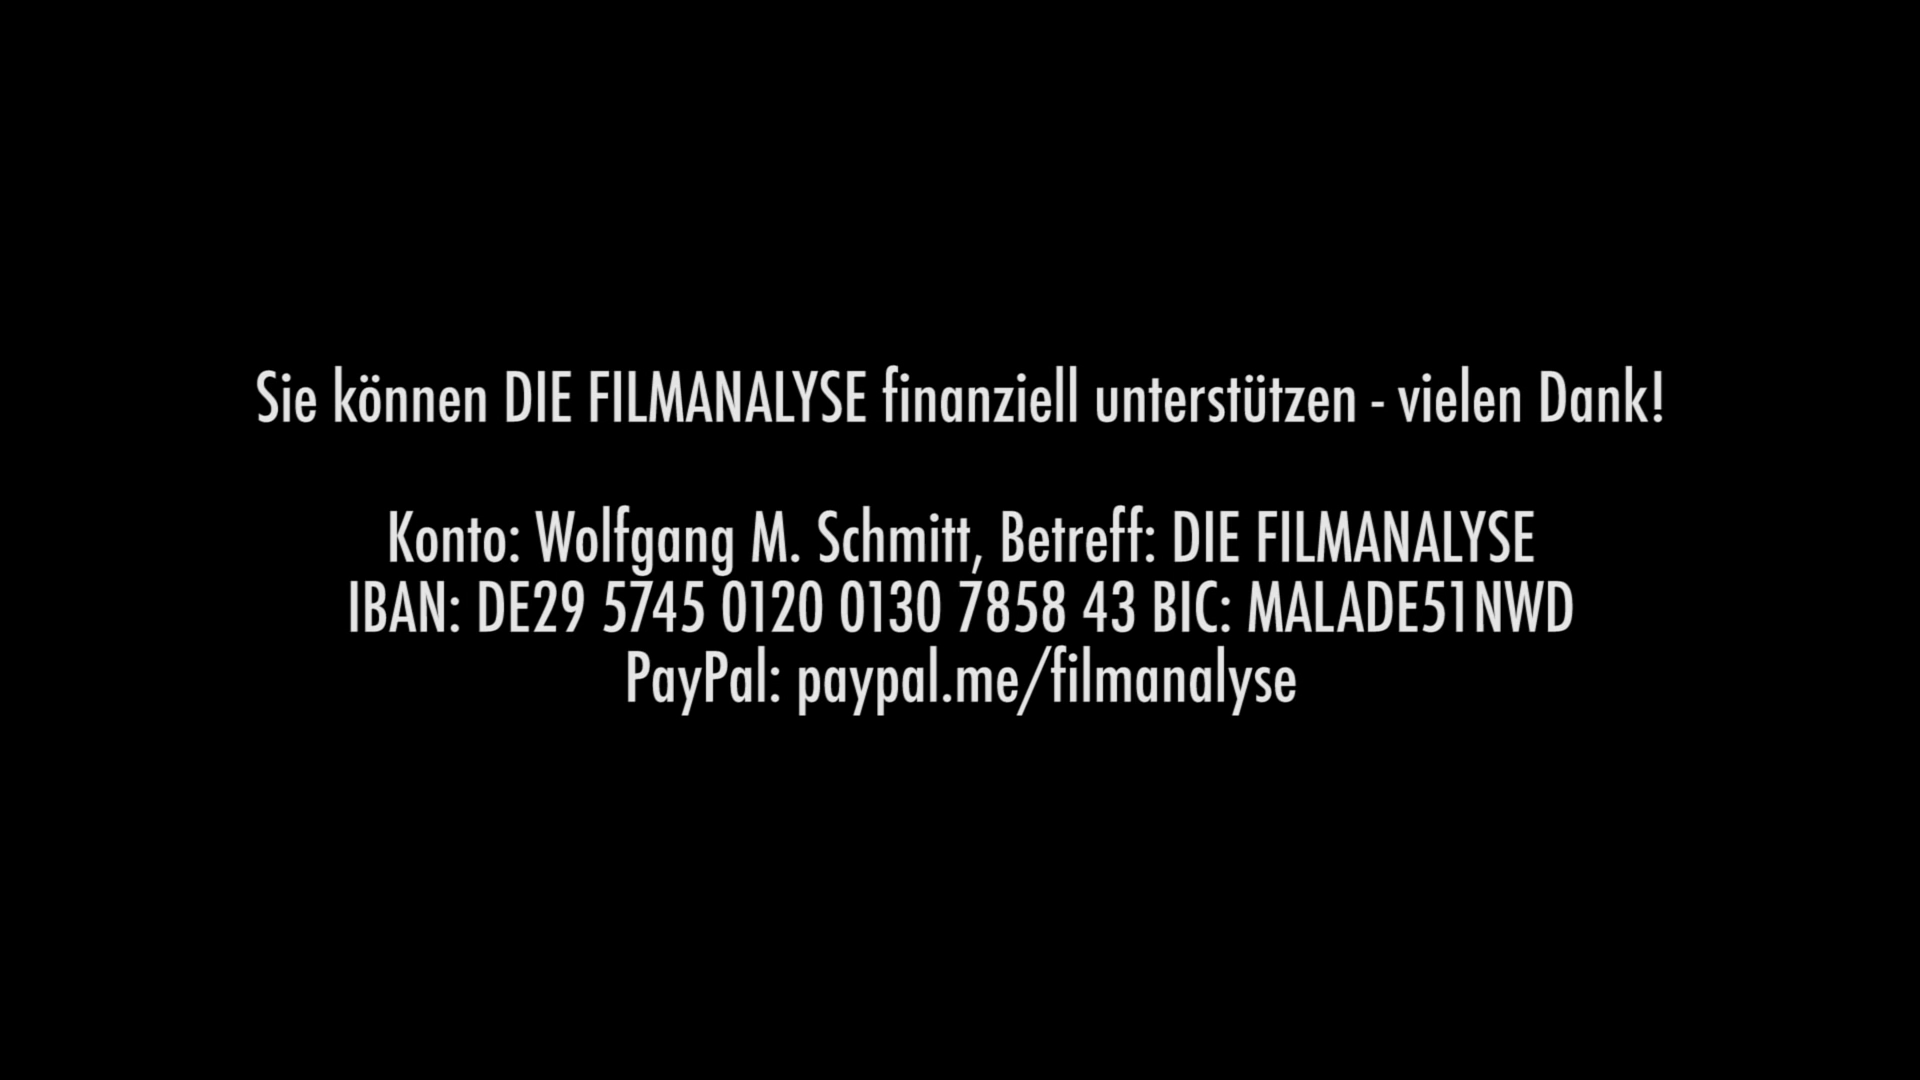 Sie können DIE FILMANALYSE finanziell unterstützen - vielen Dank!
Konto: Wolfgang M. Schmitt, Betreff: DIE FILMANALYSE
IBAN: DE29 5745 0120 0130 7858 43 BIC: MALADE51NWD
PayPal: paypal.me/filmanalyse